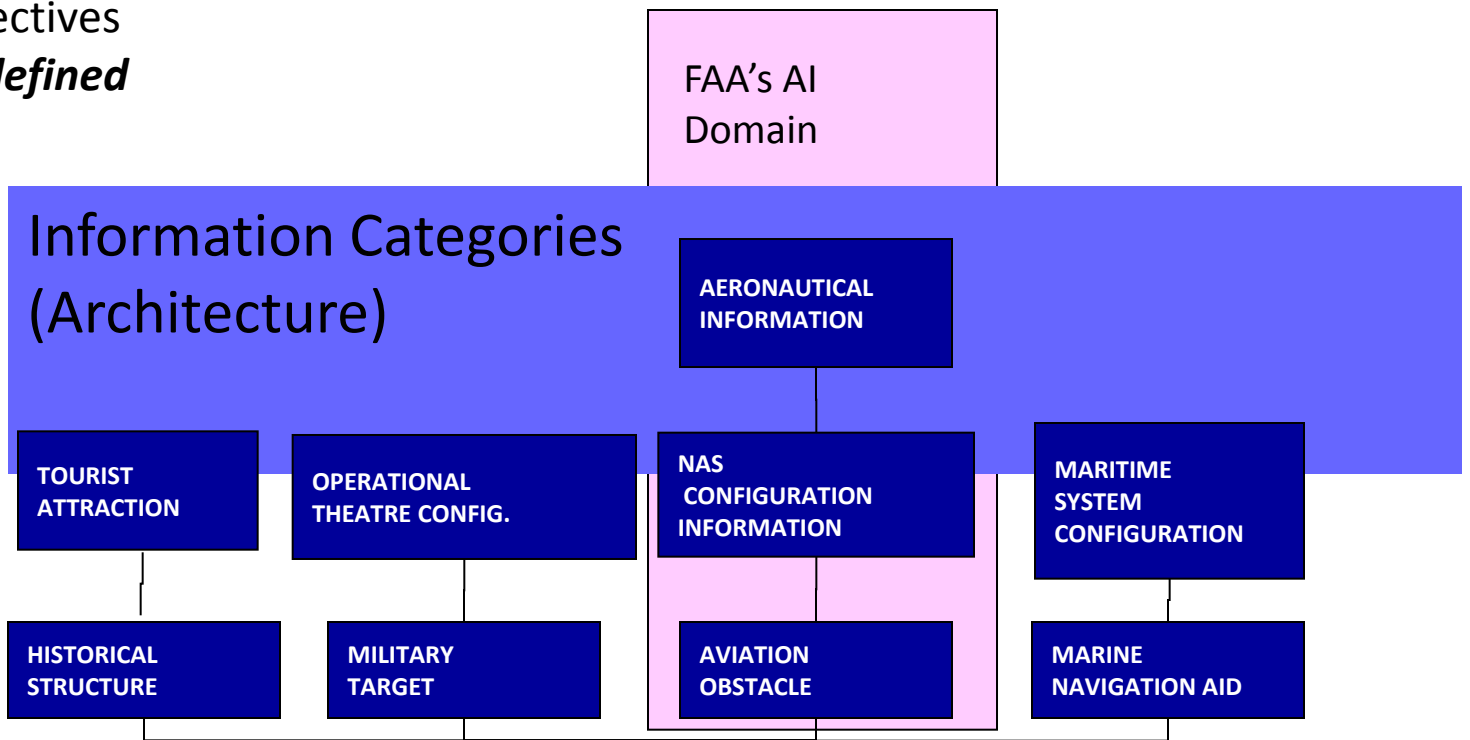 ectives
defined
FAA’s AI
Domain
Information Categories
(Architecture)
AERONAUTICAL
INFORMATION
TOURIST
ATTRACTION
OPERATIONAL
THEATRE CONFIG.
NAS
CONFIGURATION
INFORMATION
MARITIME
SYSTEM
CONFIGURATION
HISTORICAL
STRUCTURE
MILITARY
TARGET
AVIATION
OBSTACLE
MARINE
NAVIGATION AID